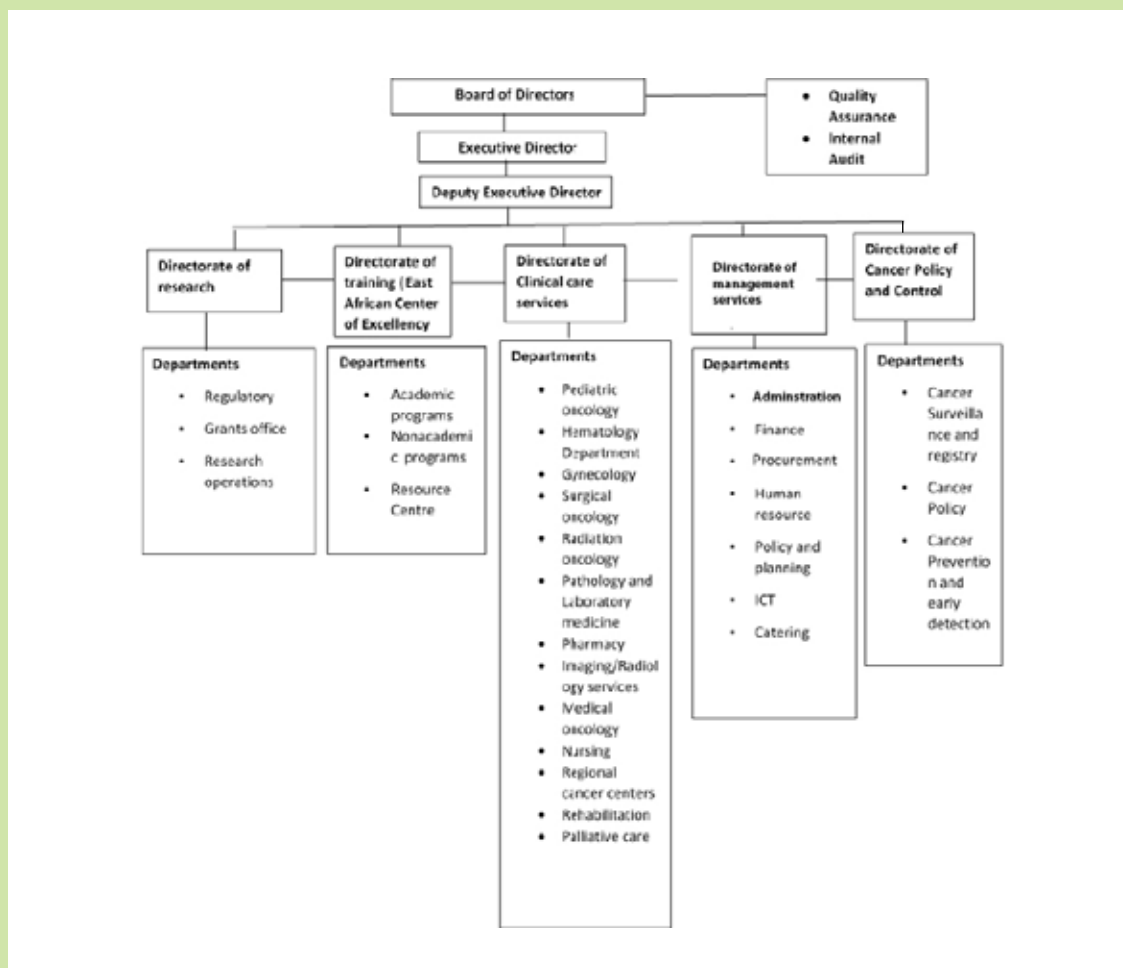 Board of Directors
• Quality
Assurance
• Internal
Audit
Executive Director
Deputy Executive Director
Directorate of
research
Directorate of
training (East
African Center
of Excellency
Directorate of
Clinical care
services
Directorate of
management
services
Directorate of
Cancer Policy
and Control
Departments
• Regulatory
• Grants office
• Research
operations
Departments
• Academic
programs
• Nonacademi
c programs
• Resource
Centre
Departments
• Pediatric
oncology
• Hematology
Department
• Gynecology
• Surgical
oncology
• Radiation
oncology
• Pathology and
Laboratory
medicine
• Pharmacy
• Imaging/Radiol
ogy services
• Medical
oncology
• Nursing
• Regional
cancer centers
• Rehabilitation
• Palliative care
Departments
• Adminstration
• Finance
• Procurement
• Human
resource
• Policy and
planning
• ICT
• Catering
Departments
• Cancer
Surveilla
nce and
registry
• Cancer
Policy
• Cancer
Preventio
n and
early
detection